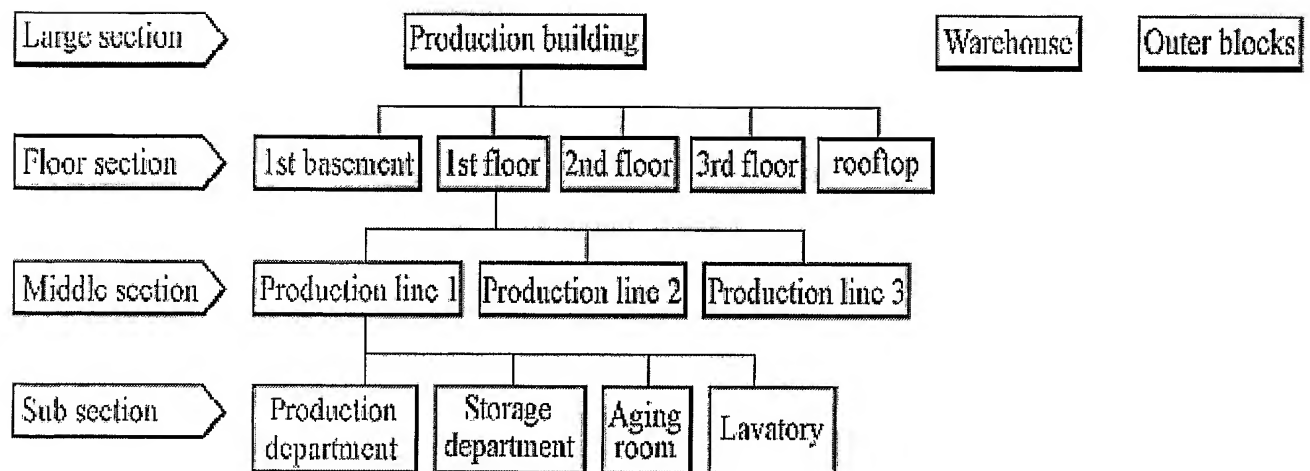 Large section
Production building
Warehouse
Outer blocks
Floor section
1st basement
1st floor
2nd floor
3rd floor
rooftop
Middle section
Production line 1
Production line 2
Production line 3
Sub section
Production
department
Storage
department
Aging
room
Lavatory